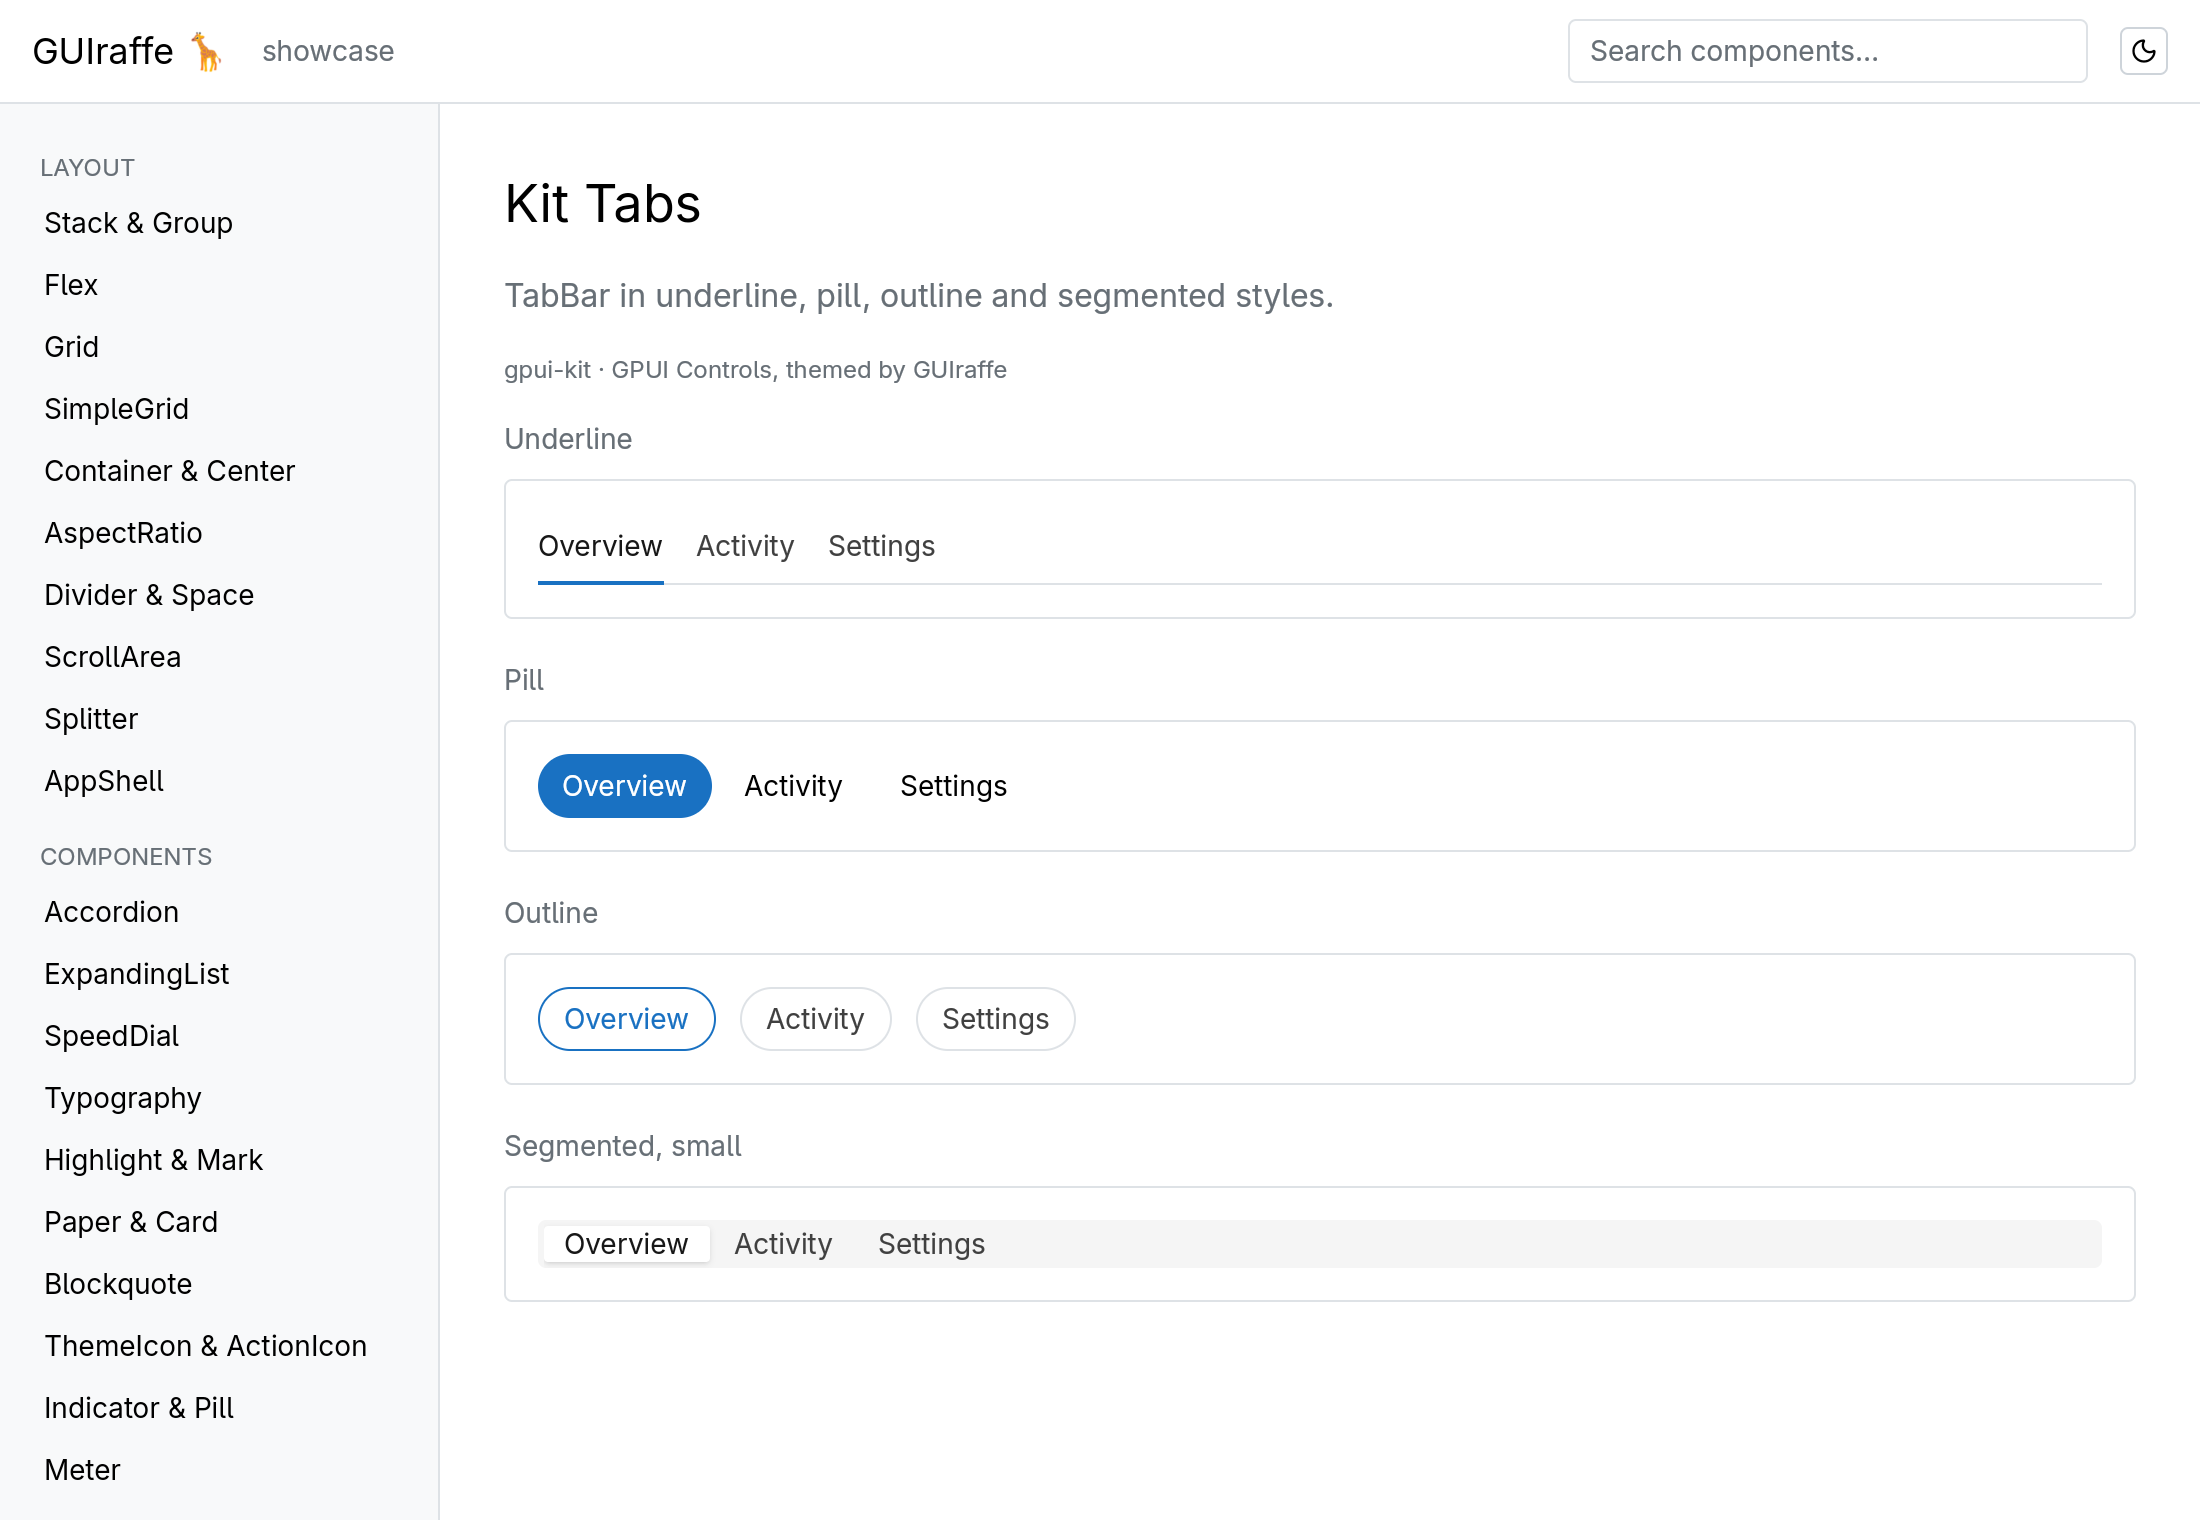 GUIraffe 🦒 showcase
Search components...
LAYOUT
Stack & Group
Flex
Grid
SimpleGrid
Container & Center
AspectRatio
Divider & Space
ScrollArea
Splitter
AppShell
COMPONENTS
Accordion
ExpandingList
SpeedDial
Typography
Highlight & Mark
Paper & Card
Blockquote
ThemeIcon & ActionIcon
Indicator & Pill
Meter
Kit Tabs
TabBar in underline, pill, outline and segmented styles.
gpui-kit · GPUI Controls, themed by GUIraffe
Underline
Overview Activity Settings
Pill
Overview Activity Settings
Outline
Overview Activity Settings
Segmented, small
Overview Activity Settings